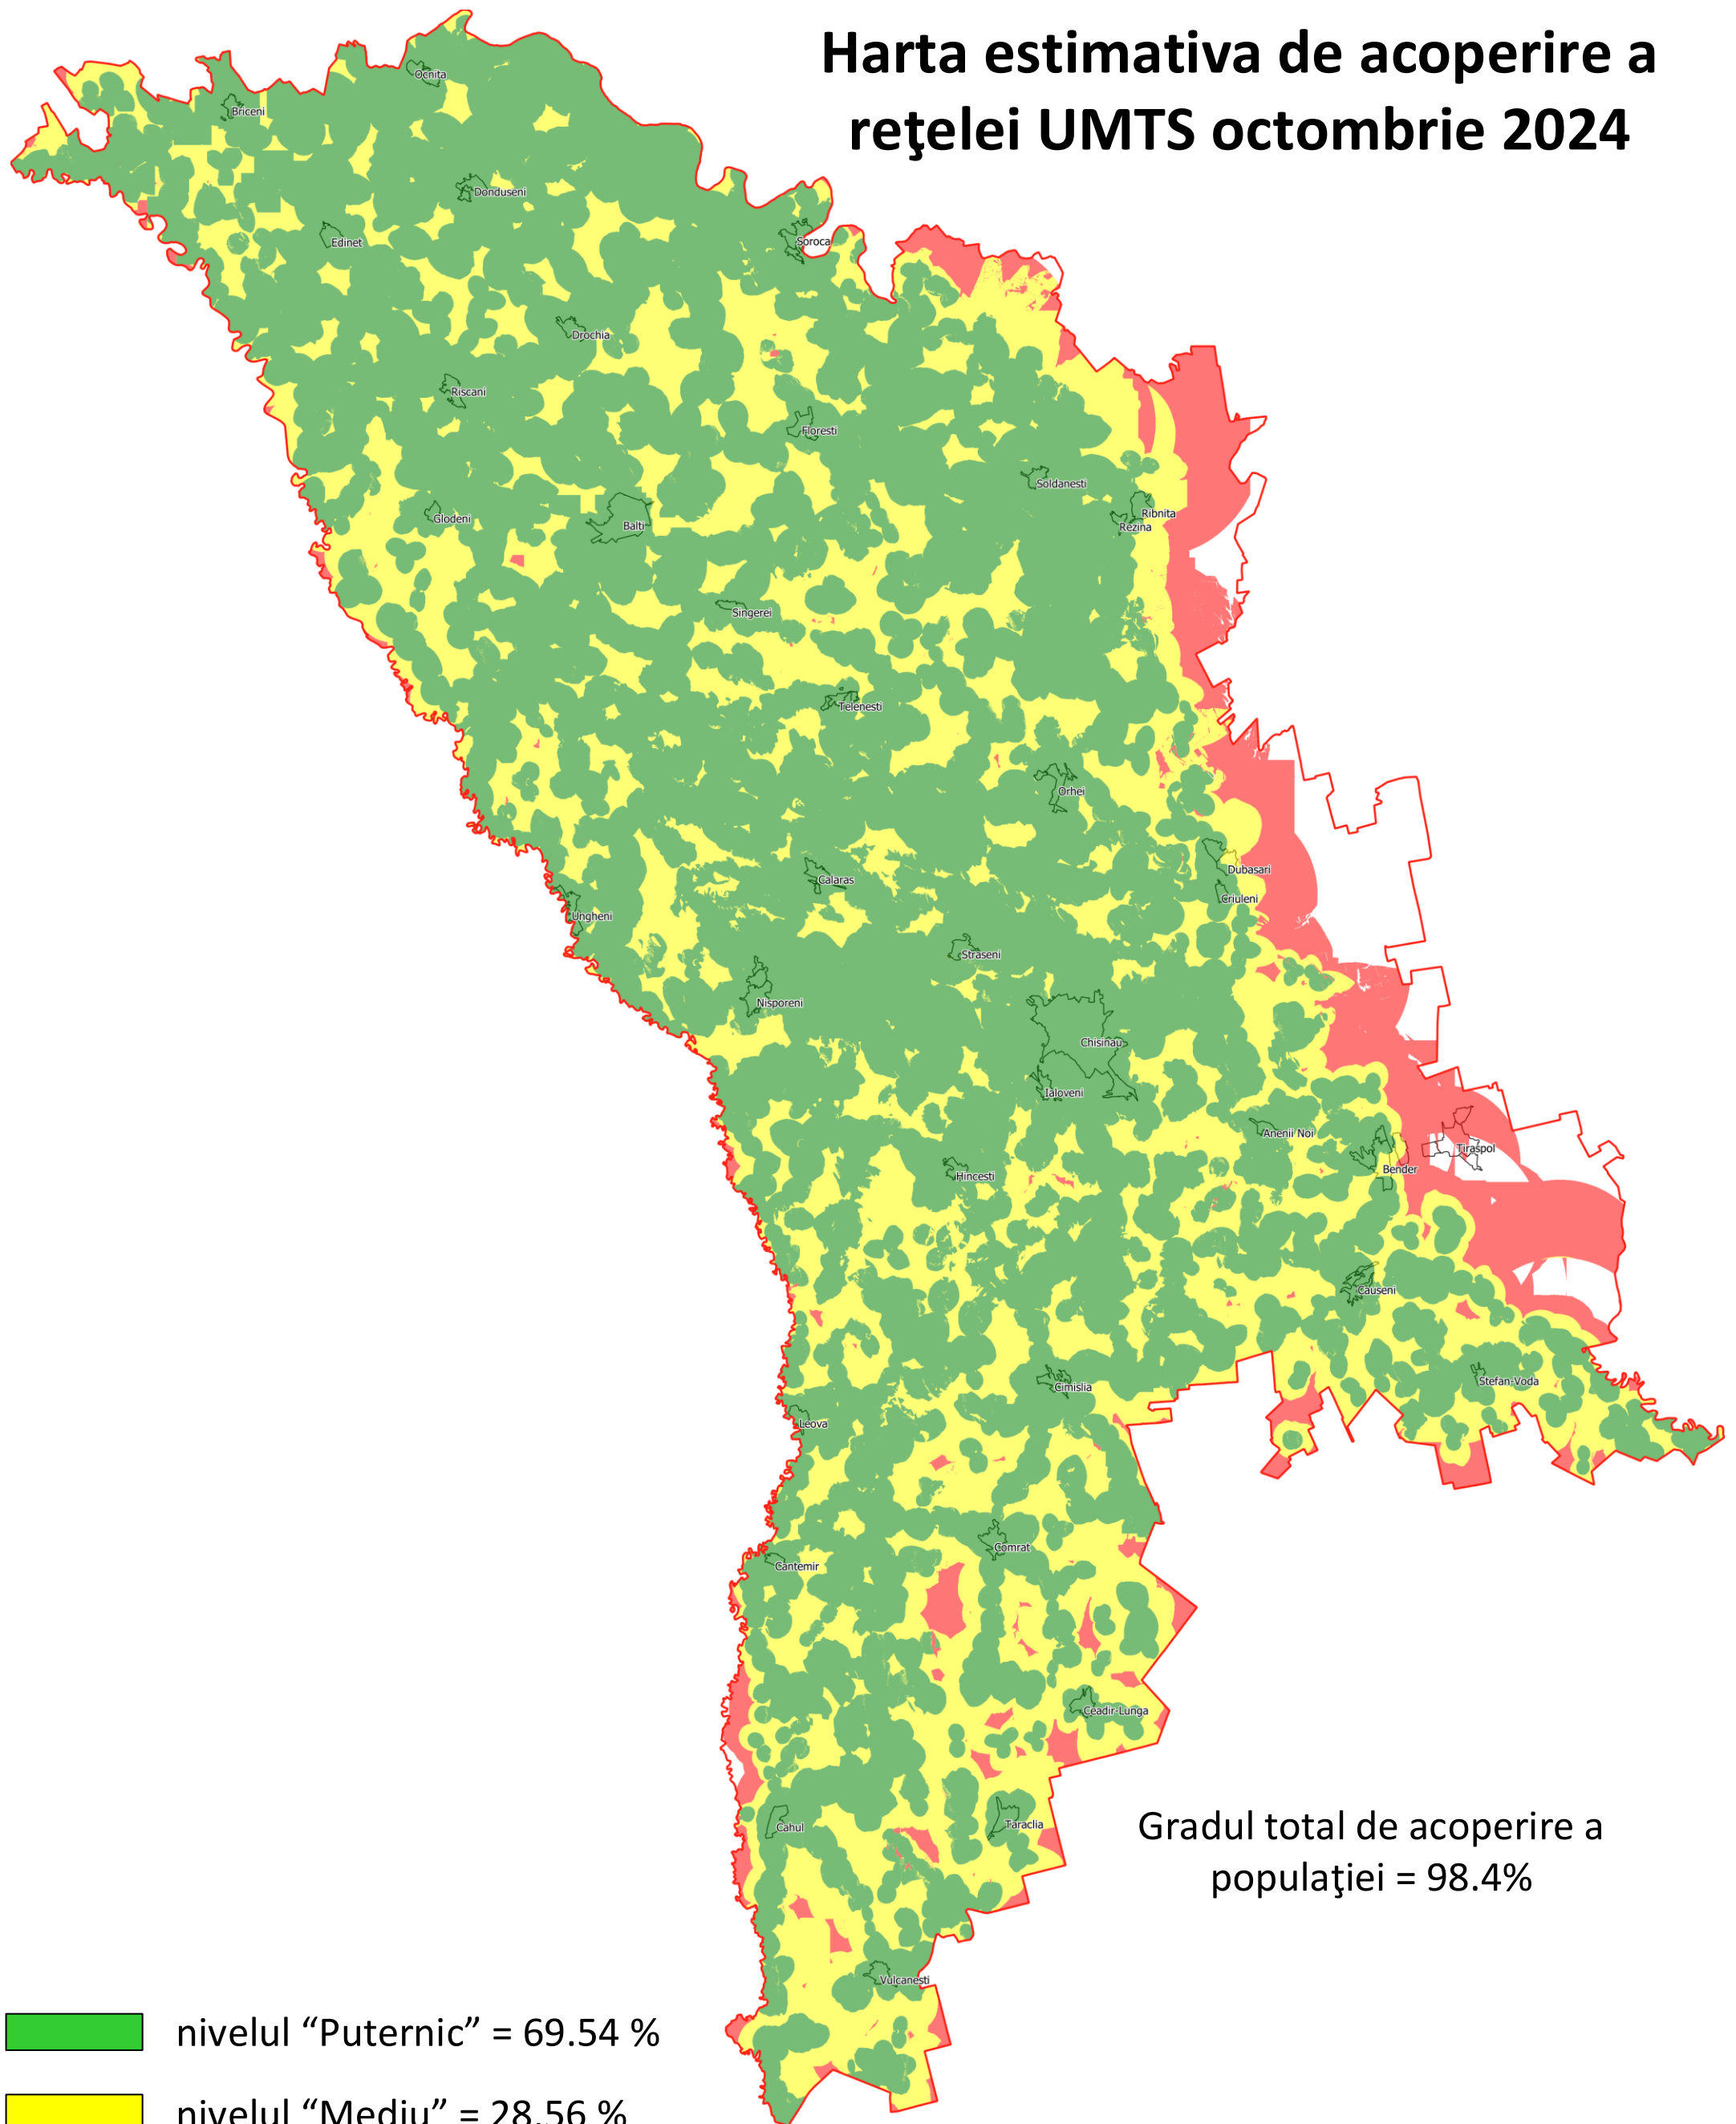 Harta estimativa de acoperire a
reţelei UMTS octombrie 2024
Ocnita
Briceni
Donduseni
Edinet
Soroca
Drochia
Riscani
Floresti
Soldanesti
Ribnita
Rezina
Glodeni
Balti
Singerei
Telenesti
Orhei
Dubasari
Calaras
Criuleni
Ungheni
Straseni
Nisporeni
Chisinau
Ialoveni
Anenii Noi
Tiraspol
Bender
Hincesti
Causeni
Stefan-Voda
Cimislia
Leova
Comrat
Cantemir
Ceadir-Lunga
Taraclia
Cahul
Gradul total de acoperire a
populaţiei = 98.4%
Vulcanesti
nivelul “Puternic” = 69.54 %
nivelul “Mediu” = 28.56 %